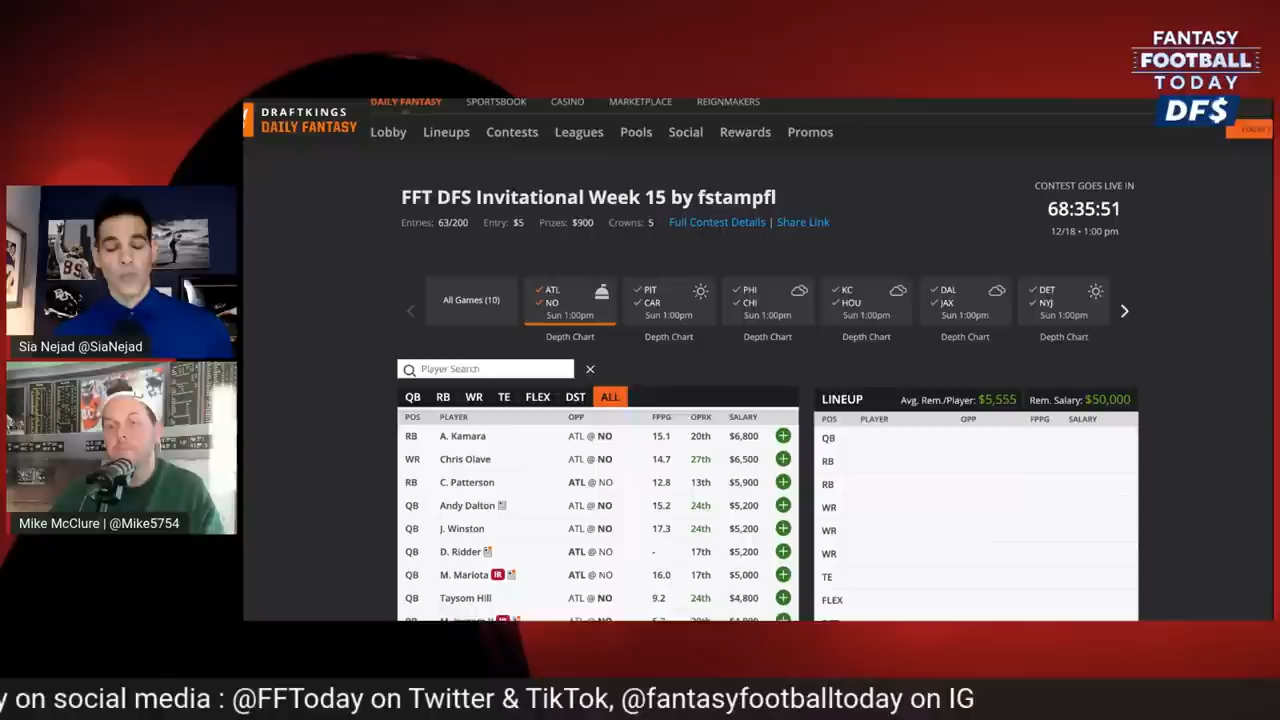 FANTASY
FOOTBALL
TODAY
DF$
DRAFTKINGS
DAILY FANTASY
DAILY FANTASY SPORTSBOOK CASINO MARKETPLACE REIGNMAKERS
Lobby Lineups Contests Leagues Pools Social Rewards Promos
FFT DFS Invitational Week 15 by fstampfl
Entries: 63/200 Entry: $5 Prizes: $900 Crowns: 5 Full Contest Details | Share Link
CONTEST GOES LIVE IN
68:35:51
12/18 • 1:00 pm
All Games (10)
ATL
NO
Sun 1:00pm
Depth Chart
PIT
CAR
Sun 1:00pm
Depth Chart
PHI
CHI
Sun 1:00pm
Depth Chart
KC
HOU
Sun 1:00pm
Depth Chart
DAL
JAX
Sun 1:00pm
Depth Chart
DET
NYJ
Sun 1:00pm
Depth Chart
Player Search
QB RB WR TE FLEX DST ALL
POS PLAYER OPP FPPG OPRK SALARY
RB A. Kamara ATL @ NO 15.1 20th $6,800
WR Chris Olave ATL @ NO 14.7 27th $6,500
RB C. Patterson ATL @ NO 12.8 13th $5,900
QB Andy Dalton ATL @ NO 15.2 24th $5,200
QB J. Winston ATL @ NO 17.3 24th $5,200
QB D. Ridder ATL @ NO - 17th $5,200
QB M. Mariota IR ATL @ NO 16.0 17th $5,000
QB Taysom Hill ATL @ NO 9.2 24th $4,800
LINEUP Avg. Rem./Player: $5,555 Rem. Salary: $50,000
POS PLAYER OPP FPPG SALARY
QB
RB
RB
WR
WR
WR
TE
FLEX
Sia Nejad @SiaNejad
Mike McClure | @Mike5754
y on social media : @FFToday on Twitter & TikTok, @fantasyfootballtoday on IG